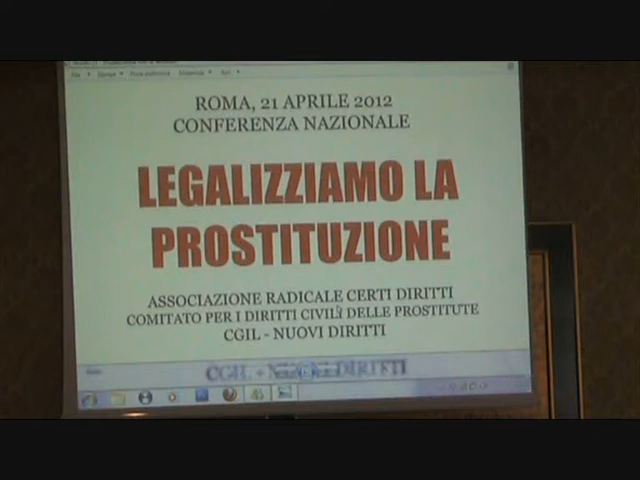 ROMA, 21 APRILE 2012
CONFERENZA NAZIONALE
LEGALIZZIAMO LA
PROSTITUZIONE
ASSOCIAZIONE RADICALE CERTI DIRITTI
COMITATO PER I DIRITTI CIVILI DELLE PROSTITUTE
CGIL - NUOVI DIRITTI